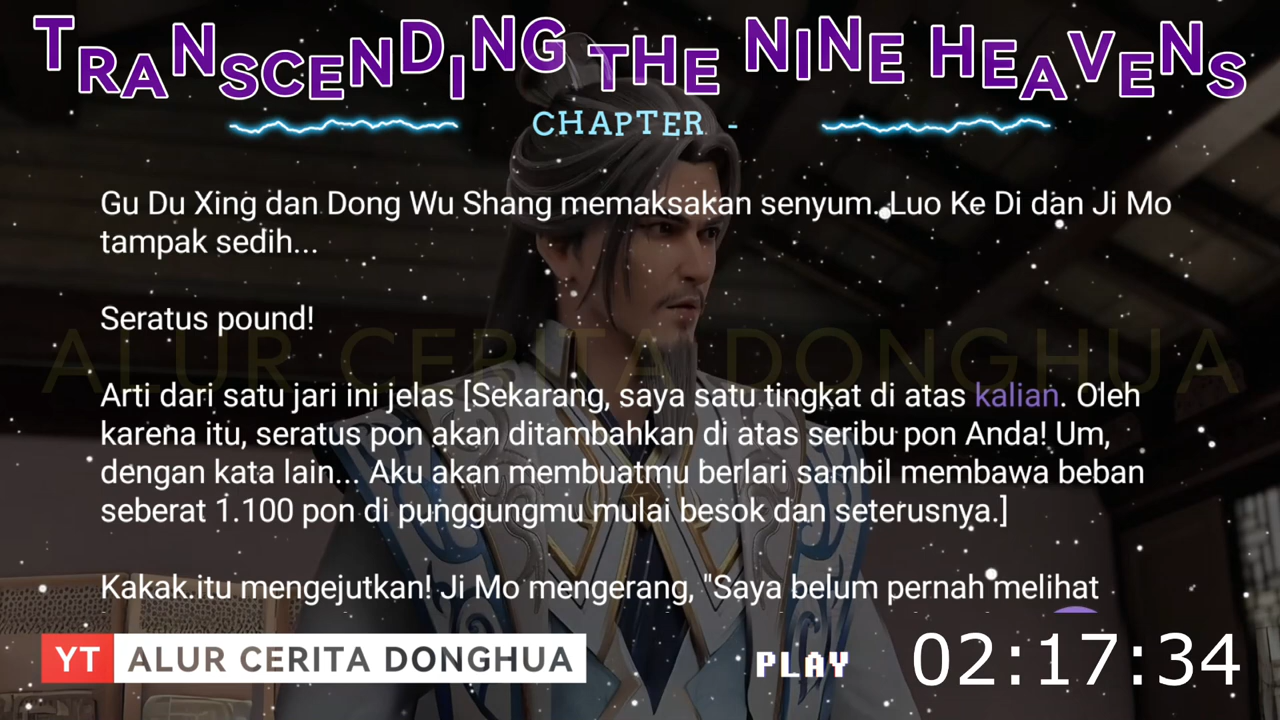 TRANSCENDING THE NINE HEAVENS
CHAPTER -
Gu Du Xing dan Dong Wu Shang memaksakan senyum. Luo Ke Di dan Ji Mo
tampak sedih...
Seratus pound!
ALUR CERITA DONGHUA
Arti dari satu jari ini jelas [Sekarang, saya satu tingkat di atas kalian. Oleh
karena itu, seratus pon akan ditambahkan di atas seribu pon Anda! Um,
dengan kata lain... Aku akan membuatmu berlari sambil membawa beban
seberat 1.100 pon di punggungmu mulai besok dan seterusnya.]
Kakak.itu mengejutkan! Ji Mo mengerang, "Saya belum pernah melihat
YT ALUR CERITA DONGHUA
PLAY 02:17:34